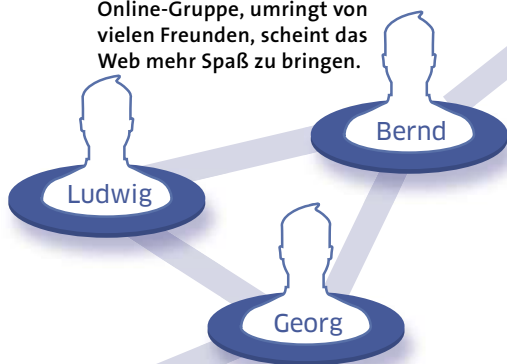 Online-Gruppe, umringt von
vielen Freunden, scheint das
Web mehr Spaß zu bringen.
Bernd
Ludwig
Georg